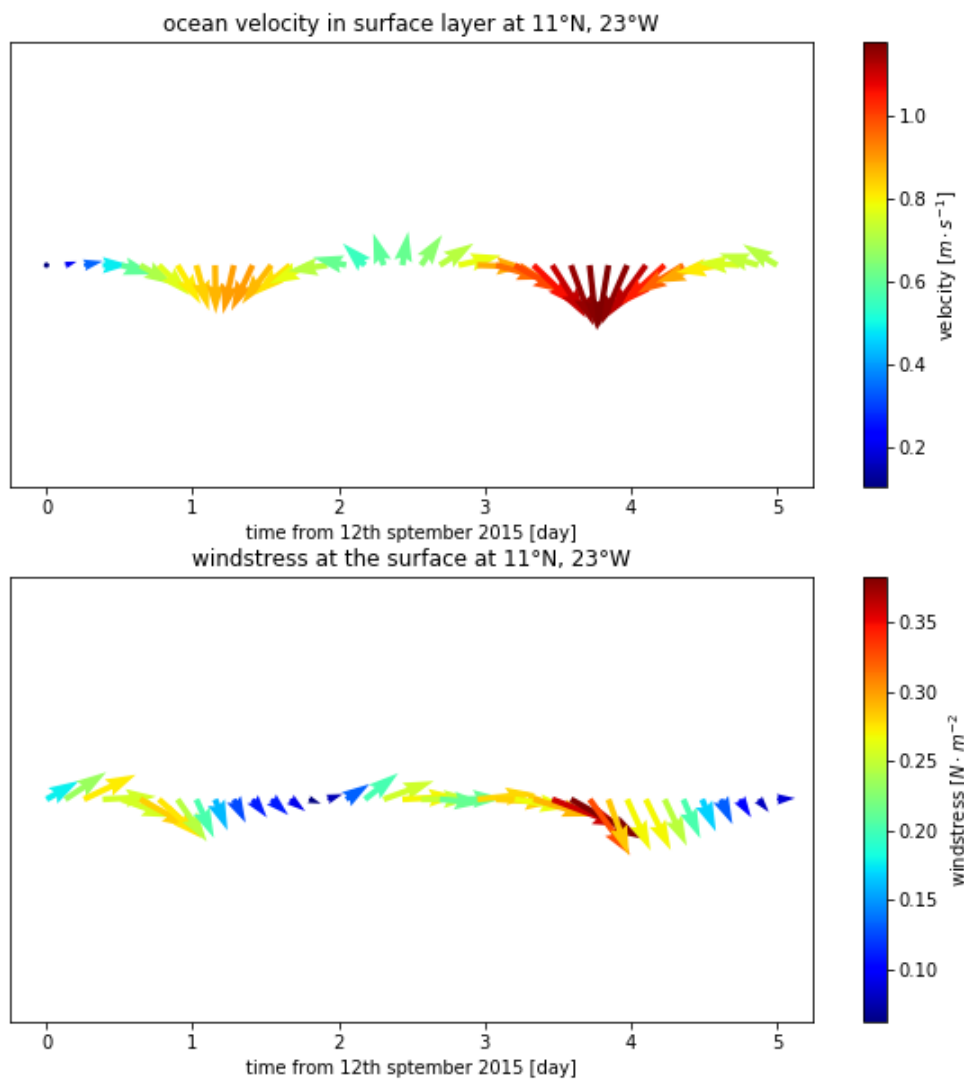 ocean velocity in surface layer at 11°N, 23°W
1.0
0.8
0.6
0.4
0.2
velocity [m · s⁻¹]
0 1 2 3 4 5
time from 12th sptember 2015 [day]
windstress at the surface at 11°N, 23°W
0.35
0.30
0.25
0.20
0.15
0.10
windstress [N · m⁻²
0 1 2 3 4 5
time from 12th sptember 2015 [day]